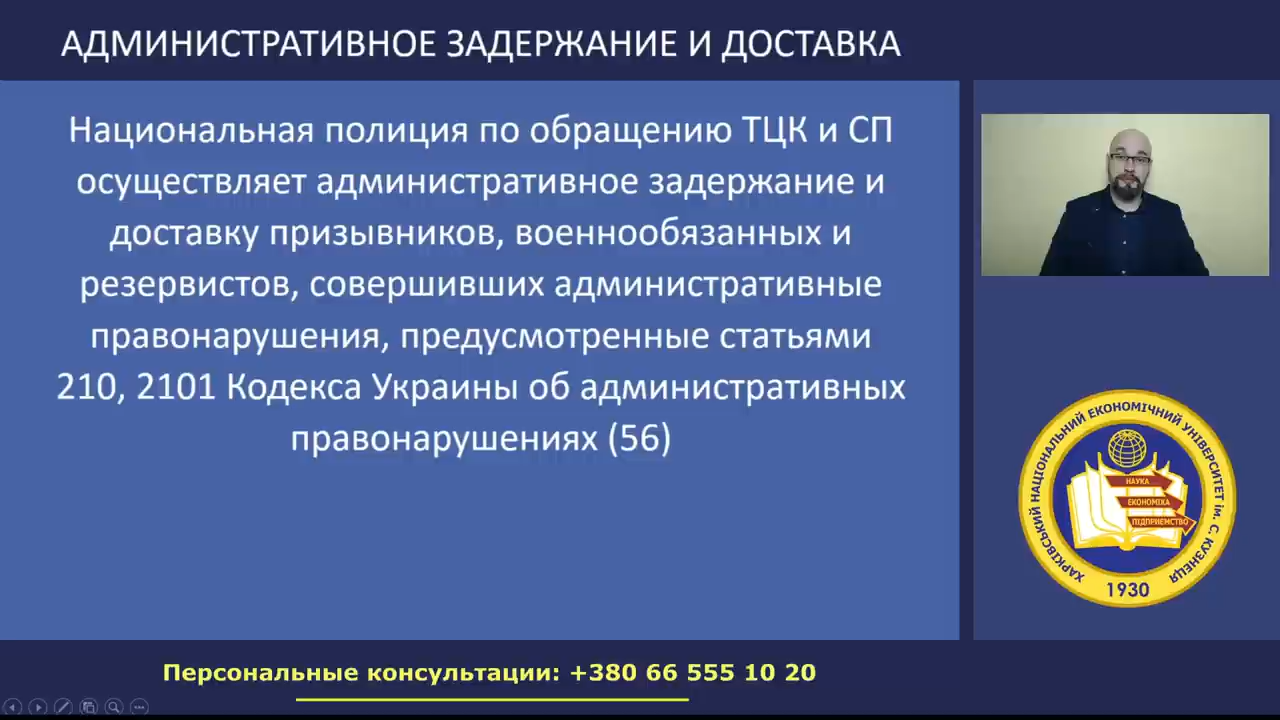 АДМИНИСТРАТИВНОЕ ЗАДЕРЖАНИЕ И ДОСТАВКА
Национальная полиция по обращению ТЦК и СП
осуществляет административное задержание и
доставку призывников, военнообязанных и
резервистов, совершивших административные
правонарушения, предусмотренные статьями
210, 2101 Кодекса Украины об административных
правонарушениях (56)
ХАРКІВСЬКИЙ НАЦІОНАЛЬНИЙ ЕКОНОМІЧНИЙ УНІВЕРСИТЕТ ім. С. КУЗНЕЦЯ
НАУКА
ЕКОНОМІКА
ПІДПРИЄМСТВО
1930
Персональные консультации: +380 66 555 10 20